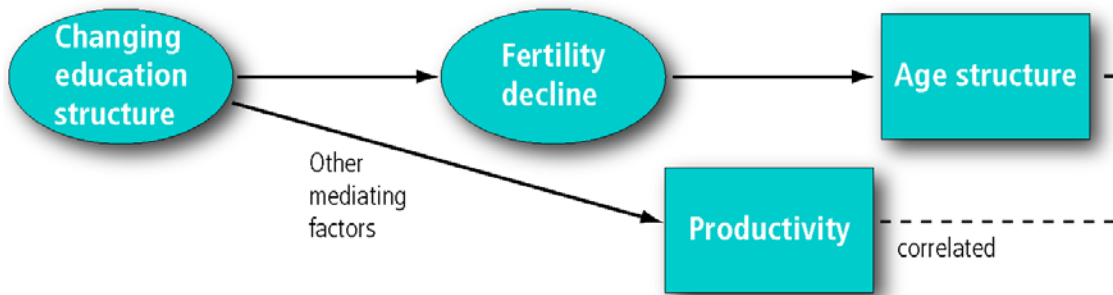 Changing
education
structure
Fertility
decline
Age structure
Other
mediating
factors
Productivity
correlated